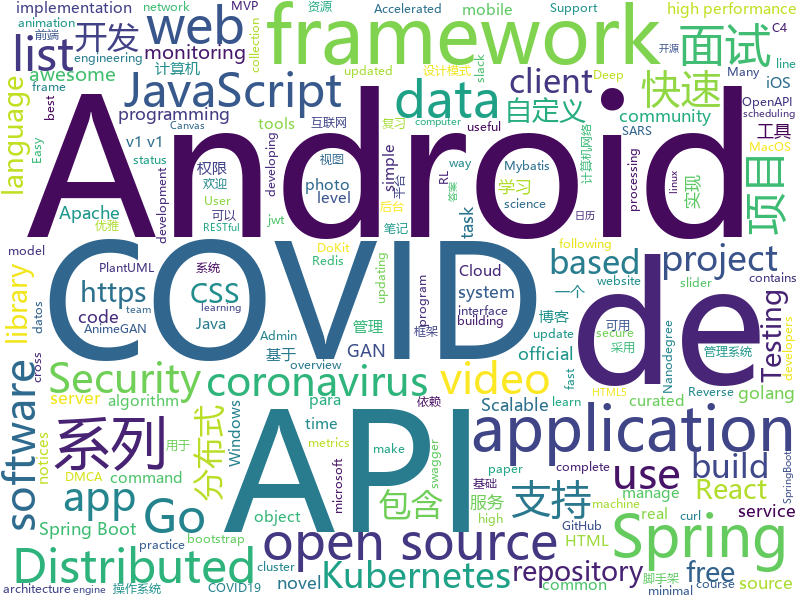 implementation
network
Accelerated
MVP
资源
Support
high performance
前端
animation
engineering
web
framework
面试
C4
开源
list
开发
monitoring
计算机
collection
updated
设计模式
slack
Deep
Many
line
iOS
awesome
frame
JavaScript
data
client
快速
OpenAPI
scheduling
language
best
programming
tools
互联网
复习
自定义
computer
useful
community
工具
MacOS
Canvas
v1 v1
status
Easy
权限
欢迎
developing
视图
simple
平台
RL
way
答案
processing
计算机网络
SARS
mobile
实现
项目
linux
Apache
development
User
可以
RESTful
photo
level
后台
笔记
Mybatis
science
task
学习
日历
优雅
Android
COVID
de
library
model
https
PlantUML
系统
DoKit
Redis
updating
program
Cloud
system
interface
building
based
一个
project
following
website
contains
datos
cross
code
CSS
team
learning
jwt
AnimeGAN
Java
管理
框架
博客
update
可用
slider
secure
采用
Nanodegree
管理系统
developers
Testing
software
Security
基于
Admin
overview
GAN
official
coronavirus
video
fast
HTML5
Reverse
server
algorithm
para
依赖
Scalable
learn
curated
golang
系列
分布式
Windows
time
metrics
make
command
API
application
notices
DMCA
用于
microsoft
swagger
paper
complete
基础
machine
SpringBoot
app
Go
object
包含
支持
use
build
React
manage
real
service
Spring Boot
practice
bootstrap
open source
high
服务
engine
GitHub
curl
HTML
脚手架
Spring
Distributed
cluster
novel
Kubernetes
repository
free
source
architecture
操作系统
COVID19
common
course
minimal